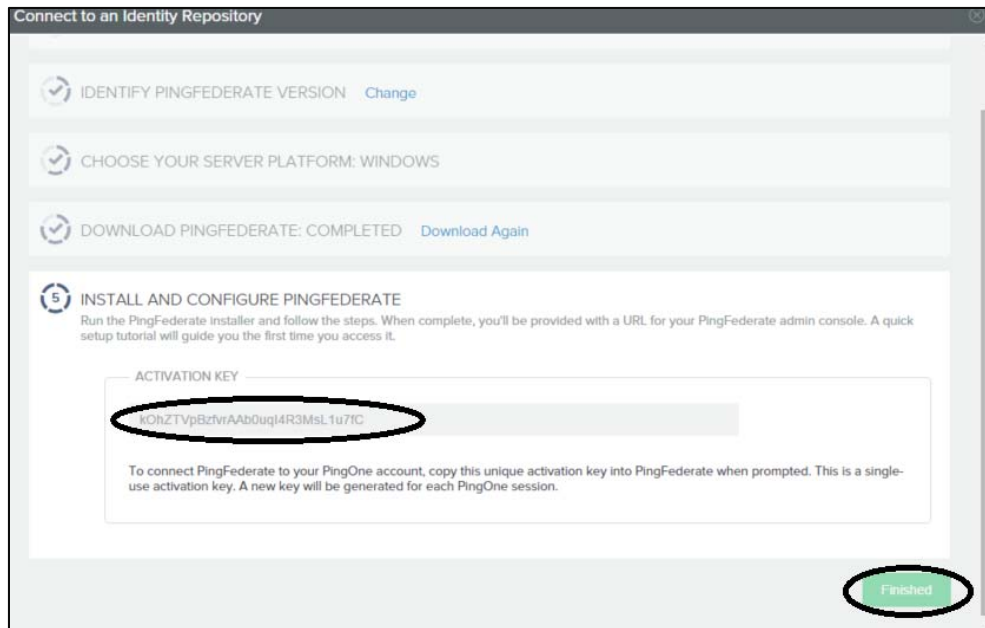 Connect to an Identity Repository
IDENTIFY PINGFEDERATE VERSION Change
CHOOSE YOUR SERVER PLATFORM: WINDOWS
DOWNLOAD PINGFEDERATE: COMPLETED Download Again
5 INSTALL AND CONFIGURE PINGFEDERATE
Run the PingFederate installer and follow the steps. When complete, you'll be provided with a URL for your PingFederate admin console. A quick
setup tutorial will guide you the first time you access it.
ACTIVATION KEY
kOhZTVpBzfvrAAb0uqI4R3MsL1u7fC
To connect PingFederate to your PingOne account, copy this unique activation key into PingFederate when prompted. This is a single-
use activation key. A new key will be generated for each PingOne session.
Finished